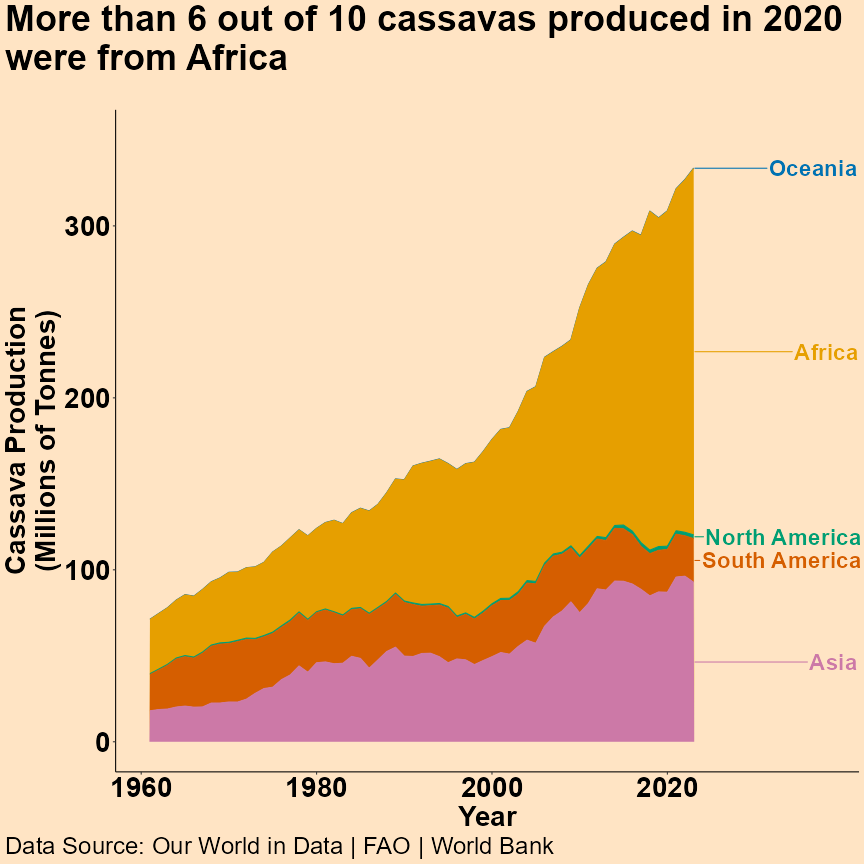 More than 6 out of 10 cassavas produced in 2020
were from Africa
Oceania
300
Africa
200
Cassava Production
(Millions of Tonnes)
North America
100
South America
Asia
0
1960 1980 2000 2020
Year
Data Source: Our World in Data | FAO | World Bank